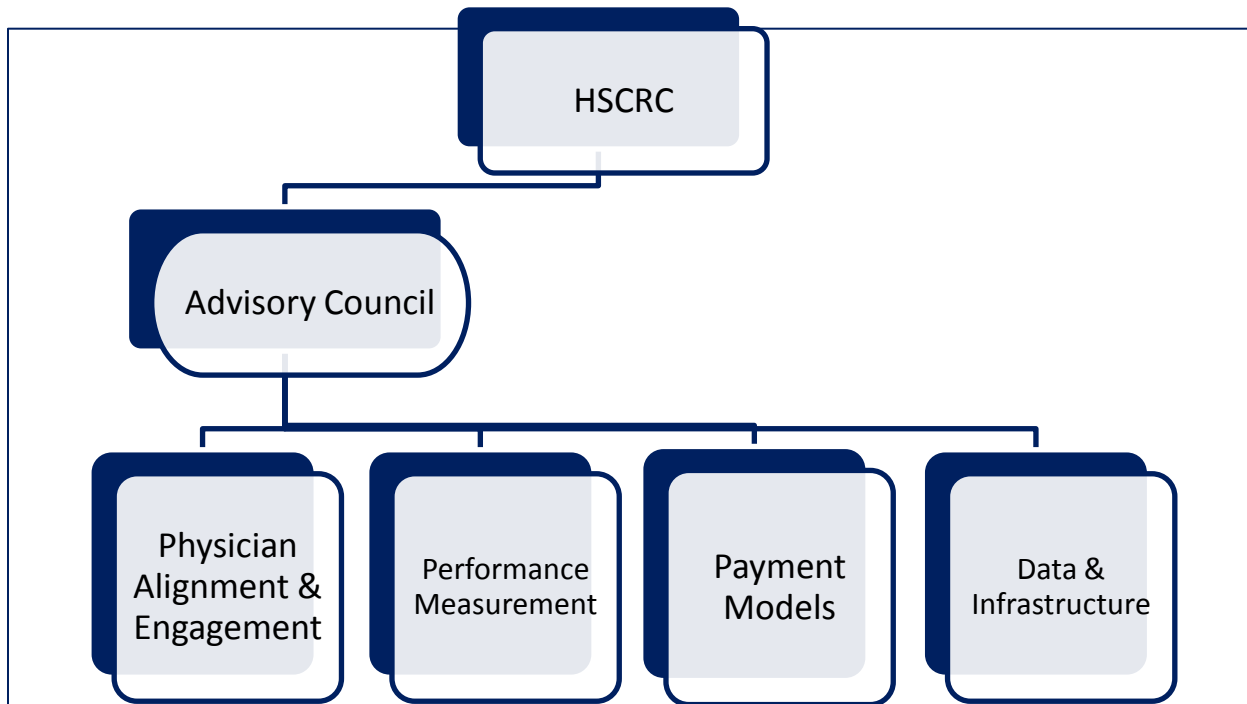 HSCRC
Advisory Council
Physician
Alignment &
Engagement
Performance
Measurement
Payment
Models
Data &
Infrastructure